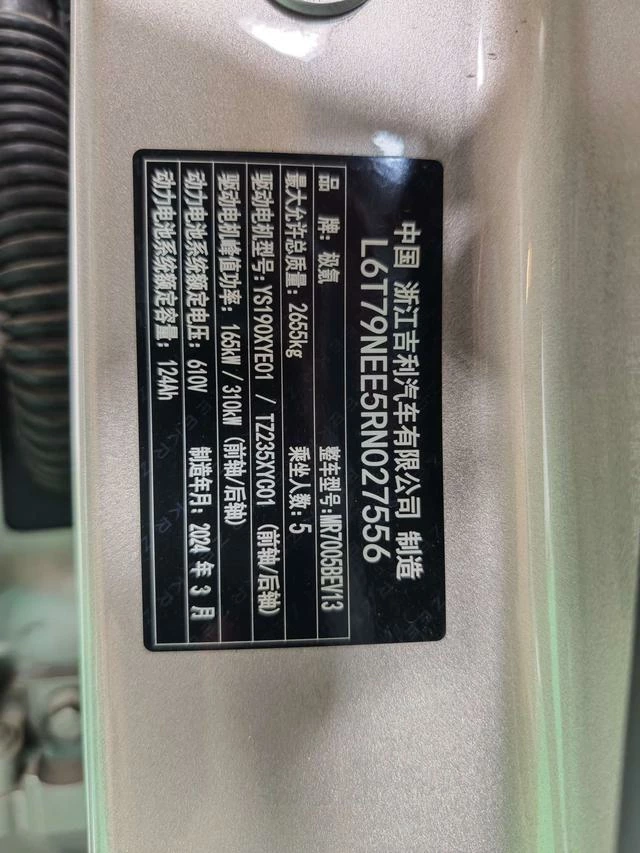 中国 浙江吉利汽车有限公司 制造
L6T79NEE5RN027556
品 牌: 极氪 整车型号: MR7005BEV13
最大允许总质量: 2655kg 乘坐人数: 5
驱动电机型号: YS190XYE01 / TZ235XYC01 (前轴/后轴)
驱动电机峰值功率: 165kW / 310kW (前轴/后轴)
动力电池系统额定电压: 610V 制造年月: 2024 年 3 月
动力电池系统额定容量: 124Ah